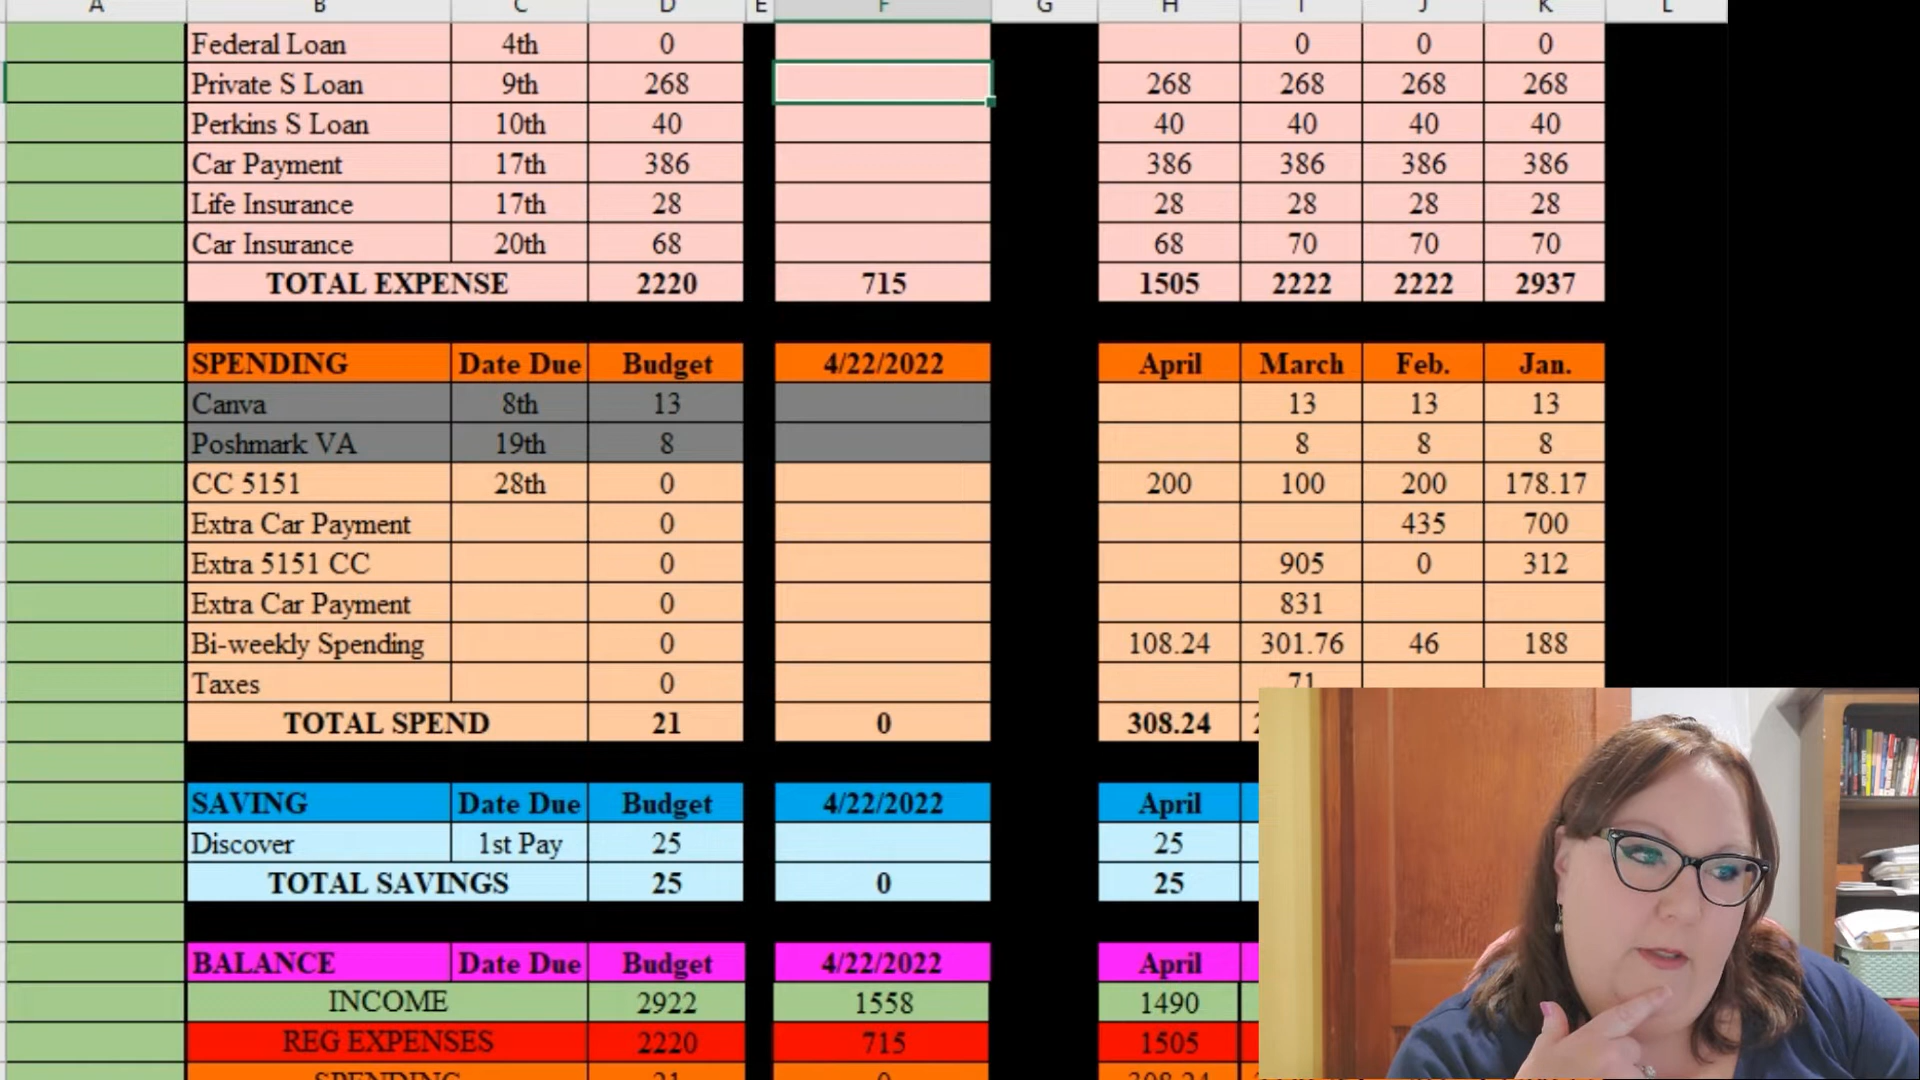 A B C D E F G H I J K L
Federal Loan 4th 0 0 0 0
Private S Loan 9th 268 268 268 268 268
Perkins S Loan 10th 40 40 40 40 40
Car Payment 17th 386 386 386 386 386
Life Insurance 17th 28 28 28 28 28
Car Insurance 20th 68 68 70 70 70
TOTAL EXPENSE 2220 715 1505 2222 2222 2937
SPENDING Date Due Budget 4/22/2022 April March Feb. Jan.
Canva 8th 13 13 13 13
Poshmark VA 19th 8 8 8 8
CC 5151 28th 0 200 100 200 178.17
Extra Car Payment 0 435 700
Extra 5151 CC 0 905 0 312
Extra Car Payment 0 831
Bi-weekly Spending 0 108.24 301.76 46 188
Taxes 0 71
TOTAL SPEND 21 0 308.24
SAVING Date Due Budget 4/22/2022 April
Discover 1st Pay 25 25
TOTAL SAVINGS 25 0 25
BALANCE Date Due Budget 4/22/2022 April
INCOME 2922 1558 1490
REG EXPENSES 2220 715 1505
SPENDING 21 0 308.24